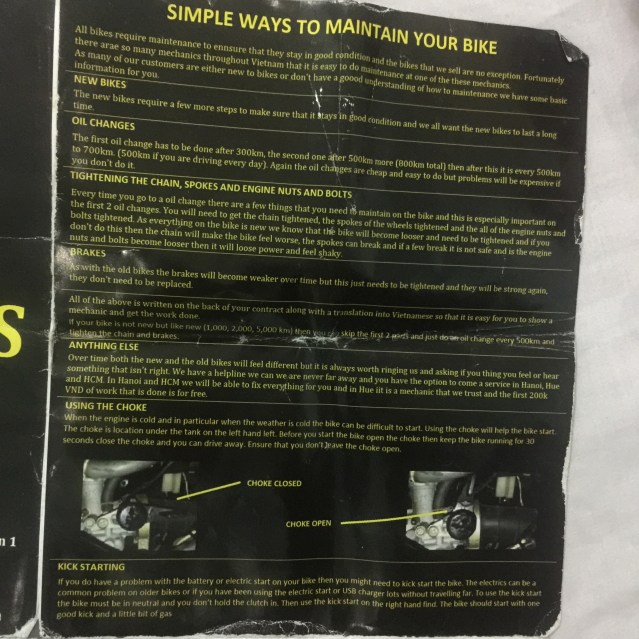 SIMPLE WAYS TO MAINTAIN YOUR BIKE
All bikes require maintenance to ennsure that they stay in good condition and the bikes that we sell are no exception. Fortunately
there arae so many mechanics throughout Vietnam that it is easy to do maintenance at one of the these mechanics.
As many of our customers are either new to bikes or don't have a goood understanding of how to maintenance we have some basic
information for you.
NEW BIKES
The new bikes require a few more steps to make sure that it stays in good condition and we all want the new bikes to last a long
time.
OIL CHANGES
The first oil change has to be done after 300km, the second one after 500km more (800km total) then after this it is every 500km
to 700km. (500km if you are driving every day). Again the oil changes are cheap and easy to do but problems will be expensive if
you don't do it.
TIGHTENING THE CHAIN, SPOKES AND ENGINE NUTS AND BOLTS
Every time you go to a oil change there are a few things that you need to maintain on the bike and this is especially important on
the first 2 oil changes. You will need to get the chain tightened, the spokes of the wheels tightened and the all of the engine nuts and
bolts tightened. As everything on the bike is new we know that the bike will become looser and need to be tightened and if you
don't do this then the chain will make the bike feel worse, the spokes can break and if a few break it is not safe and is the engine
nuts and bolts become looser then it will loose power and feel shaky.
BRAKES
As with the old bikes the brakes will become weaker over time but this just needs to be tightened and they will be strong again,
they don't need to be replaced.
All of the above is written on the back of your contract along with a translation into Vietnamese so that it is easy for you to show a
mechanic and get the work done.
If your bike is not new but like new (1,000, 2,000, 5,000 km) then you can skip the first 2 and just do an oil change every 500km and
tighten the chain and brakes.
ANYTHING ELSE
Over time both the new and the old bikes will feel different but it is always worth ringing us and asking if you thing you feel or hear
something that isn't right. We have a helpline we can we are never far away and you have the option to come a service in Hanoi, Hue
and HCM. In Hanoi and HCM we will be able to fix everything for you and in Hue iit is a mechanic that we trust and the first 200k
VND of work that is done is for free.
USING THE CHOKE
When the engine is cold and in particular when the weather is cold the bike can be difficult to start. Using the choke will help the bike start.
The choke is location under the tank on the left hand left. Before you start the bike open the choke then keep the bike running for 30
seconds close the choke and you can drive away. Ensure that you don't leave the choke open.
CHOKE CLOSED
CHOKE OPEN
KICK STARTING
If you do have a problem with the battery or electric start on your bike then you might need to kick start the bike. The electrics can be a
common problem on older bikes or if you have been using the electric start or USB charger lots without travelling far. To use the kick start
the bike must be in neutral and you don't hold the clutch in. Then use the kick start on the right hand find. The bike should start with one
good kick and a little bit of gas
S
n 1